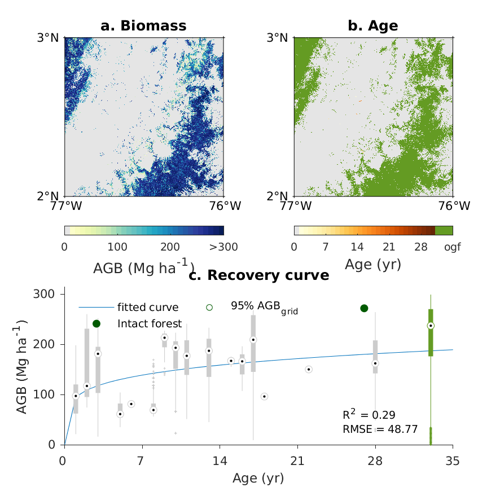 a. Biomass
b. Age
3°N
3°N
2°N
2°N
77°W
76°W
77°W
76°W
0
100
200
>300
0
7
14
21
28
ogf
AGB (Mg ha-1)
Age (yr)
c. Recovery curve
300
200
100
0
AGB (Mg ha-1)
fitted curve
95% AGBgrid
Intact forest
R2 = 0.29
RMSE = 48.77
0
7
14
21
28
35
Age (yr)